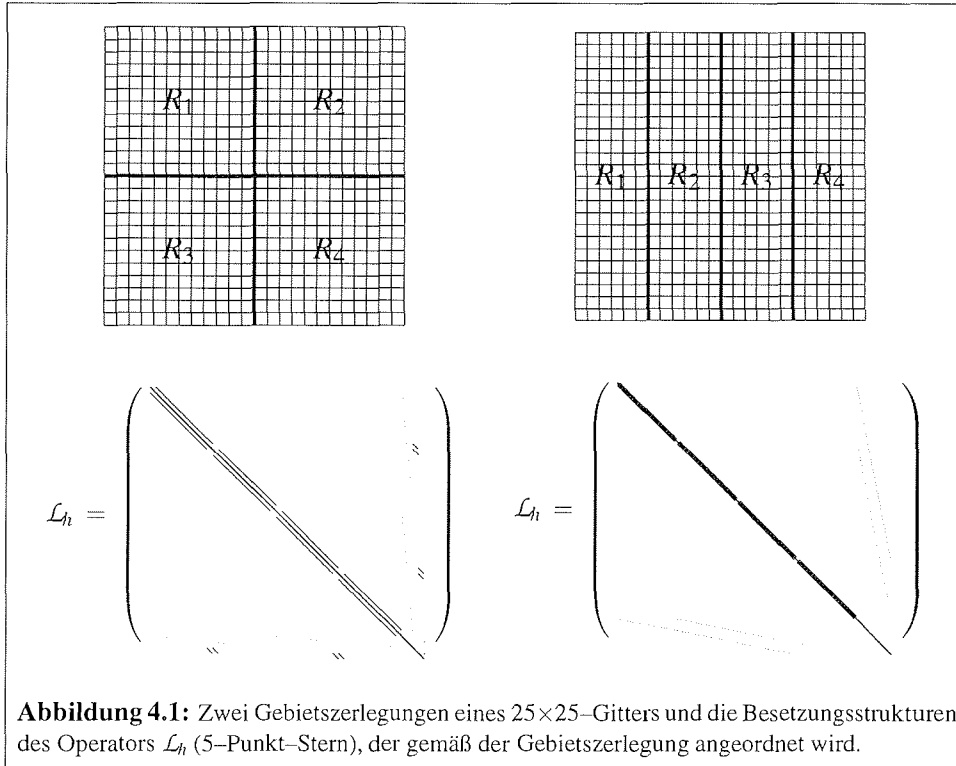 R₁ R₂
R₃ R₄
R₁ R₂ R₃ R₄
ℒₕ =
ℒₕ =
Abbildung 4.1: Zwei Gebietszerlegungen eines 25×25–Gitters und die Besetzungsstrukturen
des Operators ℒₕ (5–Punkt–Stern), der gemäß der Gebietszerlegung angeordnet wird.